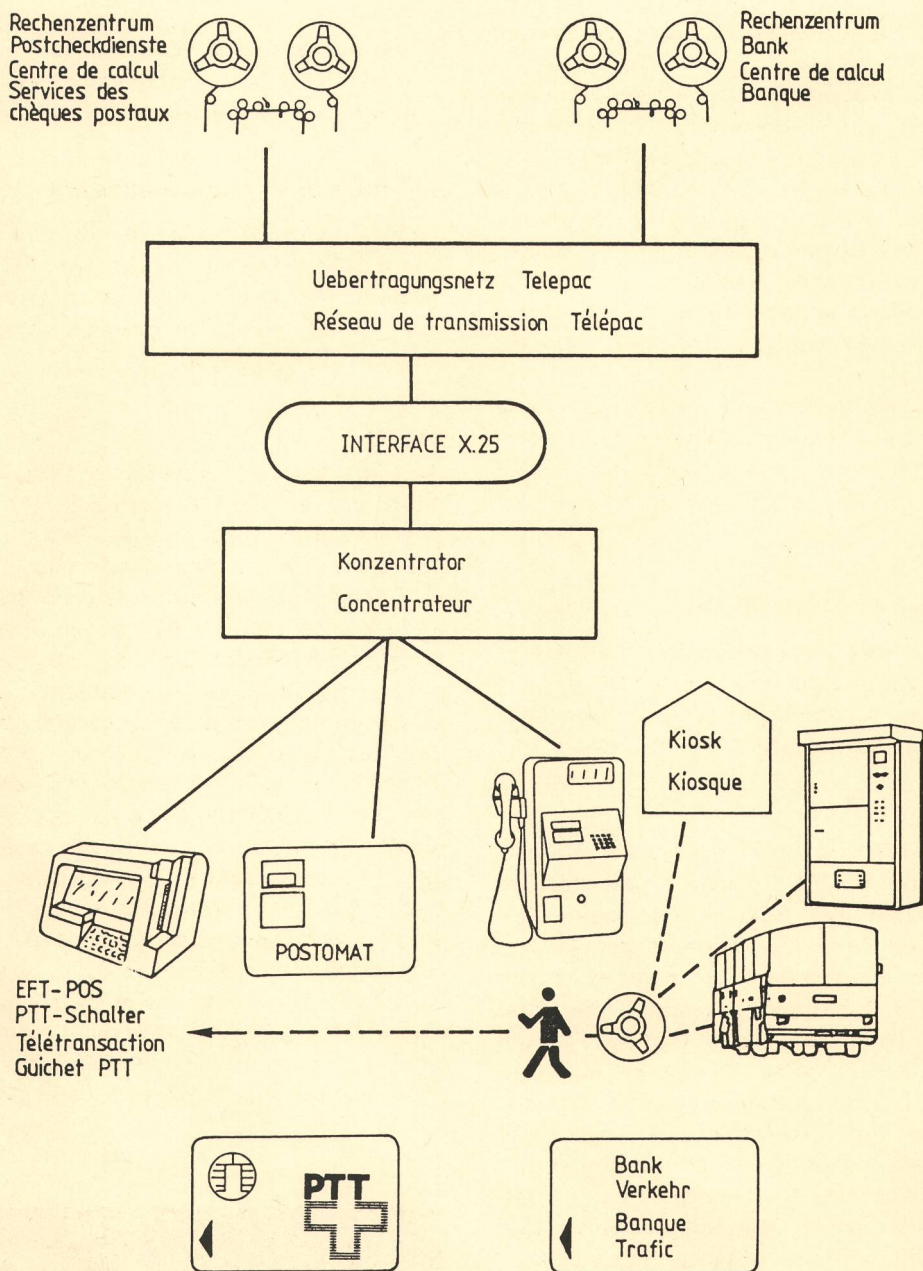 Rechenzentrum
Postcheckdienste
Centre de calcul
Services des
chèques postaux
Rechenzentrum
Bank
Centre de calcul
Banque
Uebertragungsnetz Telepac
Réseau de transmission Télépac
INTERFACE X.25
Konzentrator
Concentrateur
Kiosk
Kiosque
POSTOMAT
EFT-POS
PTT-Schalter
Télétransaction
Guichet PTT
PTT
Bank
Verkehr
Banque
Trafic